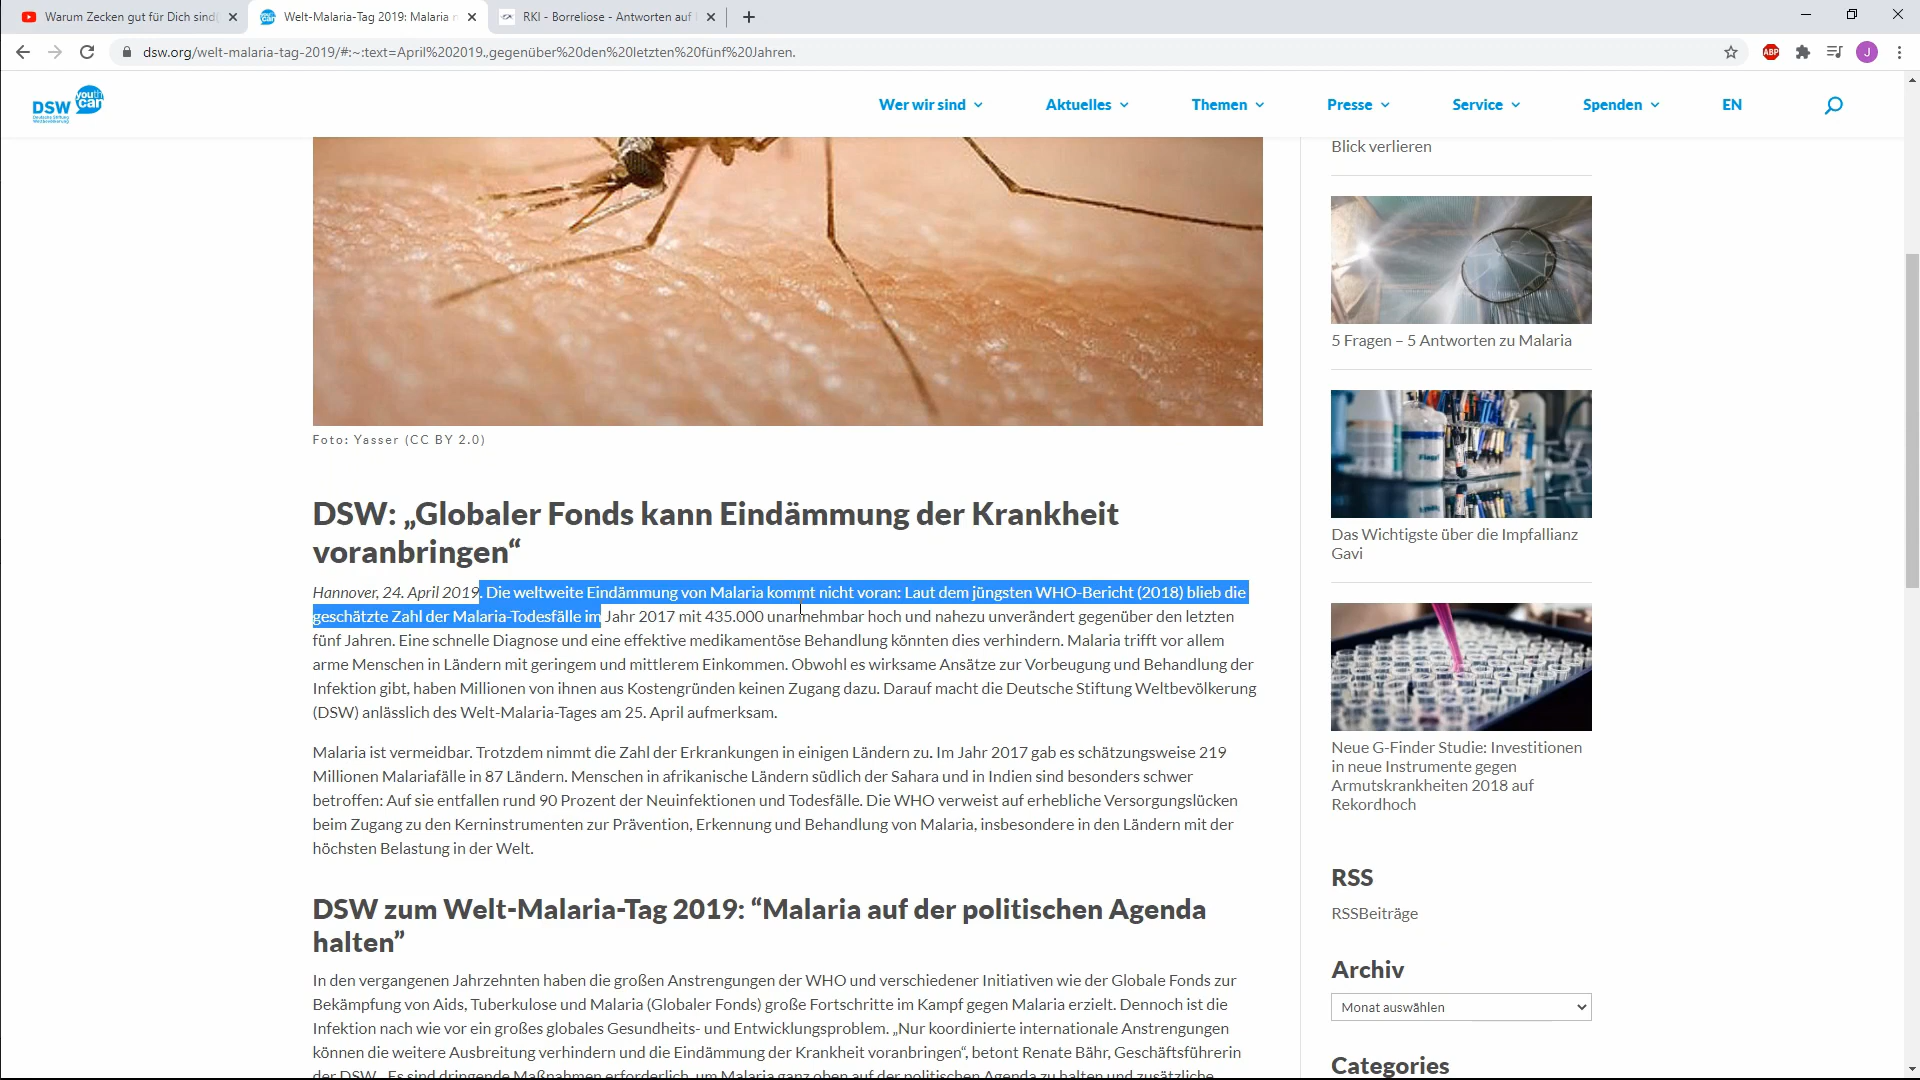 Warum Zecken gut für Dich sind
Welt-Malaria-Tag 2019: Malaria
RKI - Borreliose - Antworten auf
dsw.org/welt-malaria-tag-2019/#:~:text=April%202019.,gegenüber%20den%20letzten%20fünf%20Jahren.
ABP
J
DSW
youth
can
Wer wir sind
Aktuelles
Themen
Presse
Service
Spenden
EN
Foto: Yasser (CC BY 2.0)
DSW: „Globaler Fonds kann Eindämmung der Krankheit
voranbringen“
Hannover, 24. April 2019. Die weltweite Eindämmung von Malaria kommt nicht voran: Laut dem jüngsten WHO-Bericht (2018) blieb die
geschätzte Zahl der Malaria-Todesfälle im Jahr 2017 mit 435.000 unannehmbar hoch und nahezu unverändert gegenüber den letzten
fünf Jahren. Eine schnelle Diagnose und eine effektive medikamentöse Behandlung könnten dies verhindern. Malaria trifft vor allem
arme Menschen in Ländern mit geringem und mittlerem Einkommen. Obwohl es wirksame Ansätze zur Vorbeugung und Behandlung der
Infektion gibt, haben Millionen von ihnen aus Kostengründen keinen Zugang dazu. Darauf macht die Deutsche Stiftung Weltbevölkerung
(DSW) anlässlich des Welt-Malaria-Tages am 25. April aufmerksam.
Malaria ist vermeidbar. Trotzdem nimmt die Zahl der Erkrankungen in einigen Ländern zu. Im Jahr 2017 gab es schätzungsweise 219
Millionen Malariafälle in 87 Ländern. Menschen in afrikanische Ländern südlich der Sahara und in Indien sind besonders schwer
betroffen: Auf sie entfallen rund 90 Prozent der Neuinfektionen und Todesfälle. Die WHO verweist auf erhebliche Versorgungslücken
beim Zugang zu den Kerninstrumenten zur Prävention, Erkennung und Behandlung von Malaria, insbesondere in den Ländern mit der
höchsten Belastung in der Welt.
DSW zum Welt-Malaria-Tag 2019: “Malaria auf der politischen Agenda
halten”
In den vergangenen Jahrzehnten haben die großen Anstrengungen der WHO und verschiedener Initiativen wie der Globale Fonds zur
Bekämpfung von Aids, Tuberkulose und Malaria (Globaler Fonds) große Fortschritte im Kampf gegen Malaria erzielt. Dennoch ist die
Infektion nach wie vor ein großes globales Gesundheits- und Entwicklungsproblem. „Nur koordinierte internationale Anstrengungen
können die weitere Ausbreitung verhindern und die Eindämmung der Krankheit voranbringen“, betont Renate Bähr, Geschäftsführerin
der DSW. „Es sind dringende Maßnahmen erforderlich, um Malaria ganz oben auf der politischen Agenda zu halten und zusätzliche
Blick verlieren
5 Fragen – 5 Antworten zu Malaria
Das Wichtigste über die Impfallianz
Gavi
Neue G-Finder Studie: Investitionen
in neue Instrumente gegen
Armutskrankheiten 2018 auf
Rekordhoch
RSS
RSSBeiträge
Archiv
Monat auswählen
Categories